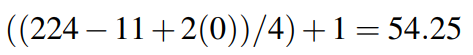 ((224 − 11 + 2(0))/4) + 1 = 54.25